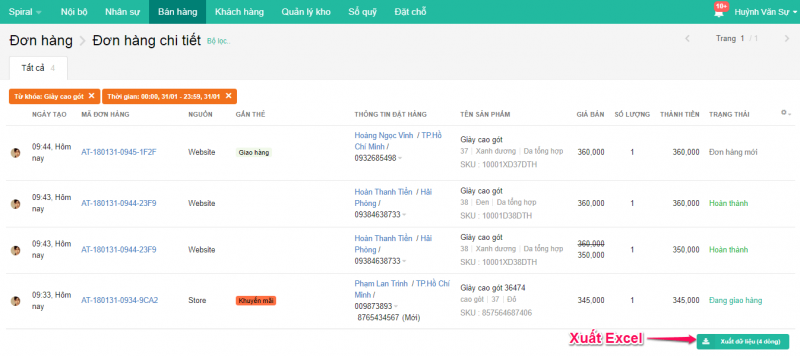 Spiral Nội bộ Nhân sự Bán hàng Khách hàng Quản lý kho Sổ quỹ Đặt chỗ 10+ Huỳnh Văn Sự
Đơn hàng > Đơn hàng chi tiết Bộ lọc.. < Trang 1 / 1 >
Tất cả 4
Từ khóa: Giày cao gót ✕ Thời gian: 00:00, 31/01 - 23:59, 31/01 ✕
NGÀY TẠO MÃ ĐƠN HÀNG NGUỒN GẮN THẺ THÔNG TIN ĐẶT HÀNG TÊN SẢN PHẨM GIÁ BÁN SỐ LƯỢNG THÀNH TIỀN TRẠNG THÁI
09:44, Hôm nay AT-180131-0945-1F2F Website Giao hàng
Hoàng Ngọc Vinh / TP.Hồ
Chí Minh /
0932685498
Giày cao gót
37 | Xanh dương | Da tổng hợp
SKU : 10001XD37DTH
360,000 1 360,000 Đơn hàng mới
09:43, Hôm nay AT-180131-0944-23F9 Website
Hoàn Thanh Tiền / Hải
Phòng /
09384638733
Giày cao gót
38 | Đen | Da tổng hợp
SKU : 10001D38DTH
360,000 1 360,000 Hoàn thành
09:43, Hôm nay AT-180131-0944-23F9 Website
Hoàn Thanh Tiền / Hải
Phòng /
09384638733
Giày cao gót
38 | Xanh dương | Da tổng hợp
SKU : 10001XD38DTH
360,000
350,000 1 350,000 Hoàn thành
09:33, Hôm nay AT-180131-0934-9CA2 Store Khuyến mãi
Phạm Lan Trinh / TP.Hồ Chí
Minh /
009873893
8765434567 (Mới)
Giày cao gót 36474
cao gót | 37 | Đỏ
SKU : 857564687406
345,000 1 345,000 Đang giao hàng
Xuất Excel Xuất dữ liệu (4 dòng)